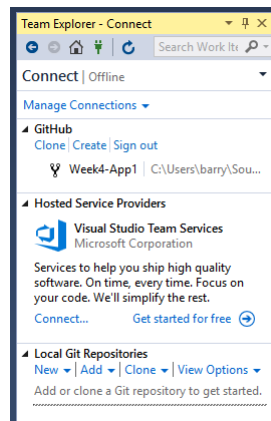 Team Explorer - Connect
Search Work Ite
Connect | Offline
Manage Connections
GitHub
Clone | Create | Sign out
Week4-App1 | C:\Users\barry\Sou...
Hosted Service Providers
Visual Studio Team Services
Microsoft Corporation
Services to help you ship high quality
software. On time, every time. Focus on
your code. We'll simplify the rest.
Connect... Get started for free
Local Git Repositories
New | Add | Clone | View Options
Add or clone a Git repository to get started.